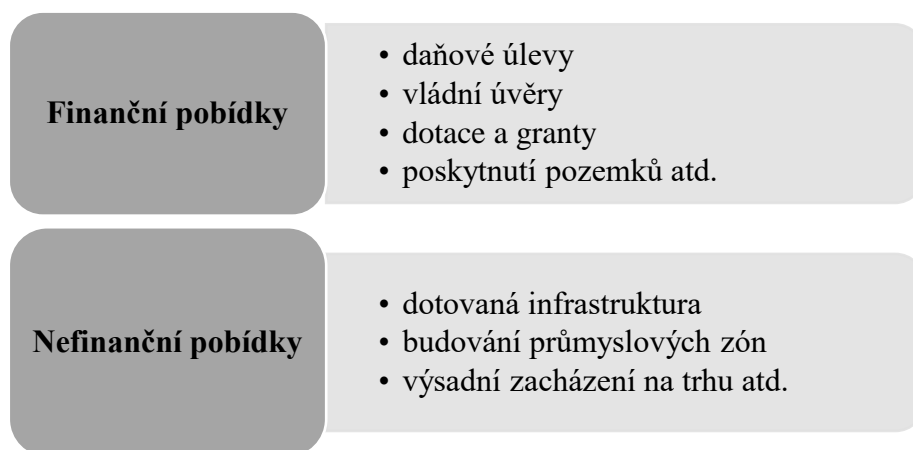 Finanční pobídky
• daňové úlevy
• vládní úvěry
• dotace a granty
• poskytnutí pozemků atd.
Nefinanční pobídky
• dotovaná infrastruktura
• budování průmyslových zón
• výsadní zacházení na trhu atd.